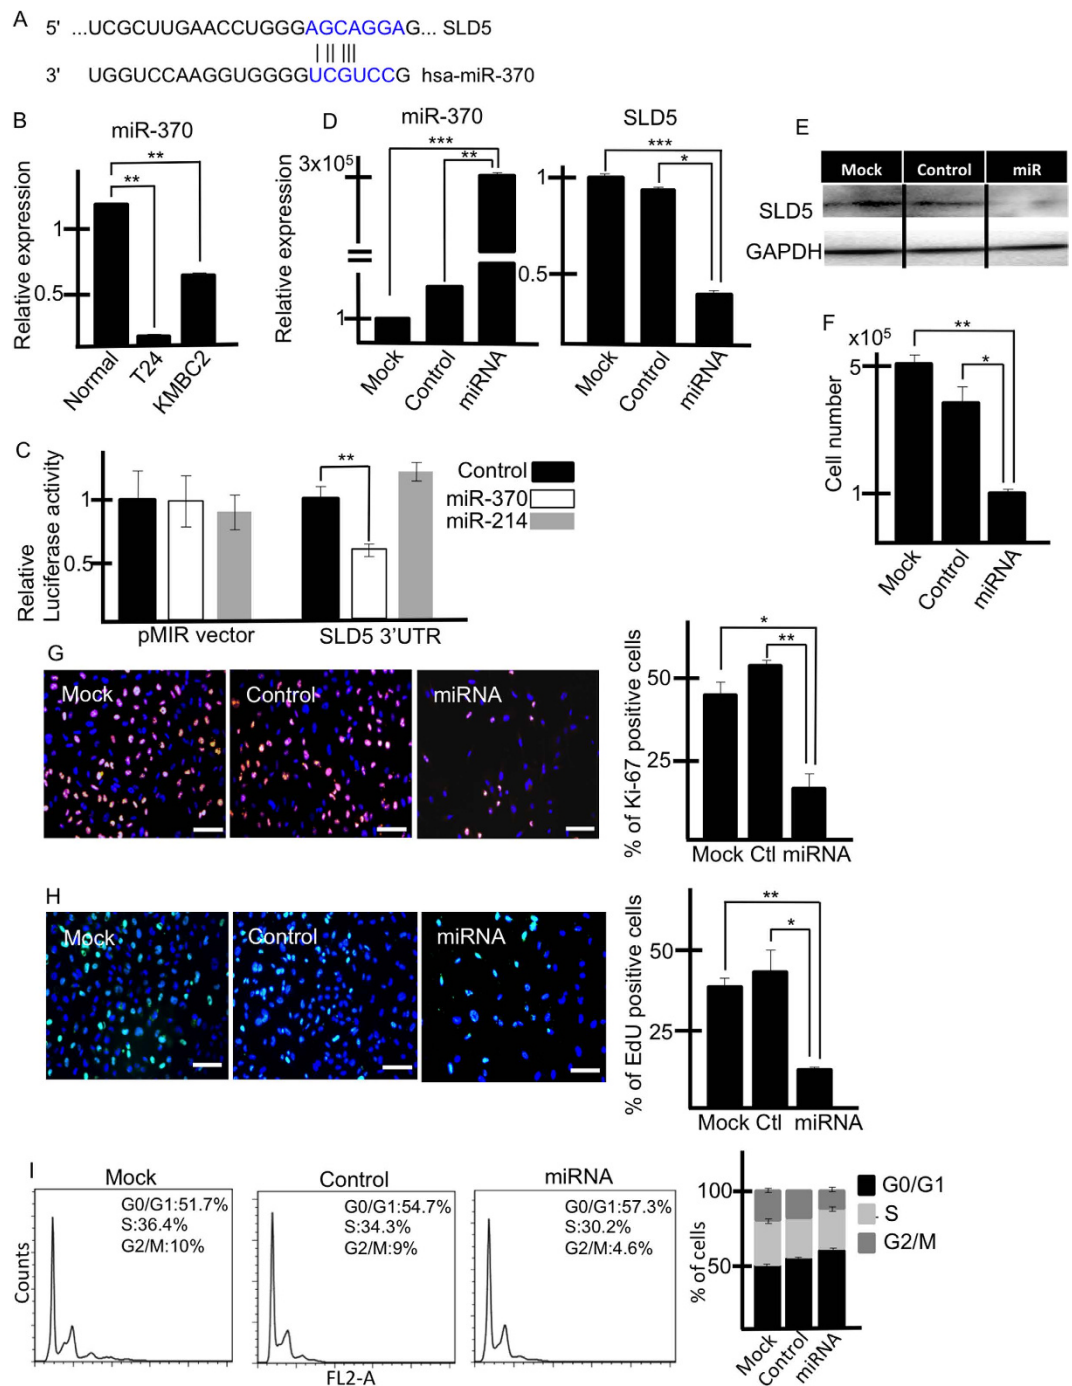 A
5' ...UCGCUUGAACCUGGGAGCAGGAG... SLD5
3' UGGUCCAAGGUGGGGUCGUCCG hsa-miR-370
B
miR-370
Relative expression
**
**
1
0.5
Normal
T24
KMBC2
D
miR-370
Relative expression
3x10⁵
1
***
**
Mock
Control
miRNA
SLD5
***
*
1
0.5
Mock
Control
miRNA
E
Mock Control miR
SLD5
GAPDH
F
x10⁵
5
1
Cell number
**
*
Mock
Control
miRNA
C
Relative
Luciferase activity
1
0.5
**
Control
miR-370
miR-214
pMIR vector
SLD5 3'UTR
G
Mock
Control
miRNA
% of Ki-67 positive cells
50
25
*
**
Mock Ctl miRNA
H
Mock
Control
miRNA
% of EdU positive cells
50
25
**
*
Mock Ctl miRNA
I
Mock
G0/G1:51.7%
S:36.4%
G2/M:10%
Control
G0/G1:54.7%
S:34.3%
G2/M:9%
miRNA
G0/G1:57.3%
S:30.2%
G2/M:4.6%
Counts
FL2-A
% of cells
100
50
Mock
Control
miRNA
G0/G1
S
G2/M